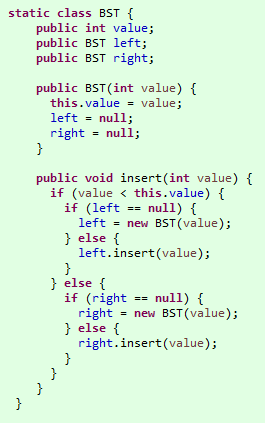 static class BST {
    public int value;
    public BST left;
    public BST right;

    public BST(int value) {
      this.value = value;
      left = null;
      right = null;
    }

    public void insert(int value) {
      if (value < this.value) {
        if (left == null) {
          left = new BST(value);
        } else {
          left.insert(value);
        }
      } else {
        if (right == null) {
          right = new BST(value);
        } else {
          right.insert(value);
        }
      }
    }
 }